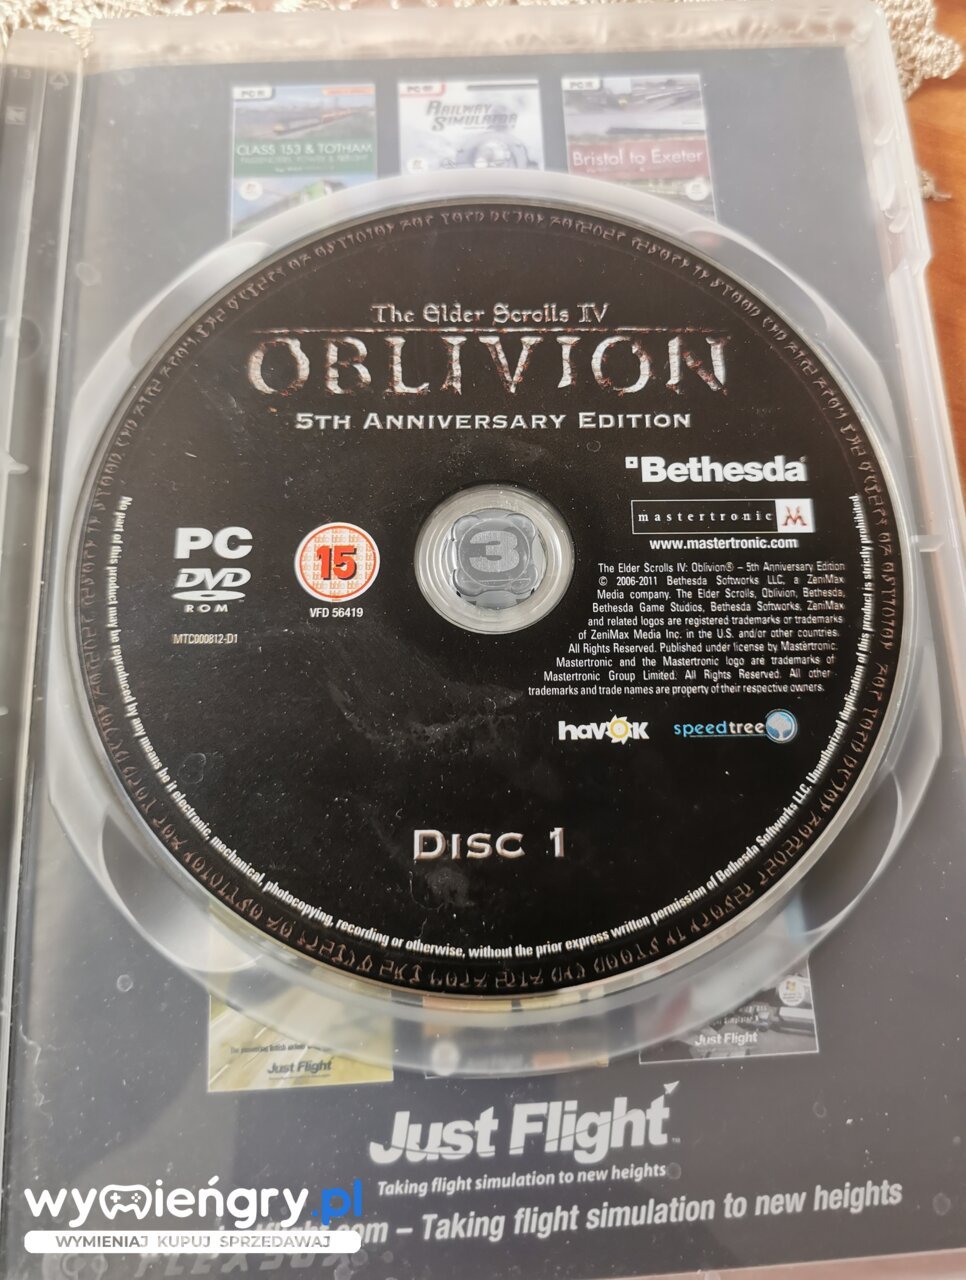 CLASS 153 & TOTHAM
RAILWAY
SIMULATOR
Bristol to Exeter
The Elder Scrolls IV
OBLIVION
5TH ANNIVERSARY EDITION
Bethesda
mastertronic M
www.mastertronic.com
PC
DVD
ROM
15
VFD 56419
MTC000812-D1
3
The Elder Scrolls IV: Oblivion® – 5th Anniversary Edition
© 2006-2011 Bethesda Softworks LLC, a ZeniMax
Media company. The Elder Scrolls, Oblivion, Bethesda,
Bethesda Game Studios, Bethesda Softworks, ZeniMax
and related logos are registered trademarks or trademarks
of ZeniMax Media Inc. in the U.S. and/or other countries.
All Rights Reserved. Published under license by Mastertronic.
Mastertronic and the Mastertronic logo are trademarks of
Mastertronic Group Limited. All Rights Reserved. All other
trademarks and trade names are property of their respective owners.
havok
speedtree
DISC 1
No part of this product may be reproduced by any means be it electronic, mechanical, photocopying, recording or otherwise, without the prior express written permission of Bethesda Softworks LLC. Unauthorized duplication of this product is strictly prohibited.
Just Flight
Just Flight
Just Flight™
Taking flight simulation to new heights
– Taking flight simulation to new heights
wymieńgry.pl
WYMIENIAJ KUPUJ SPRZEDAWAJ